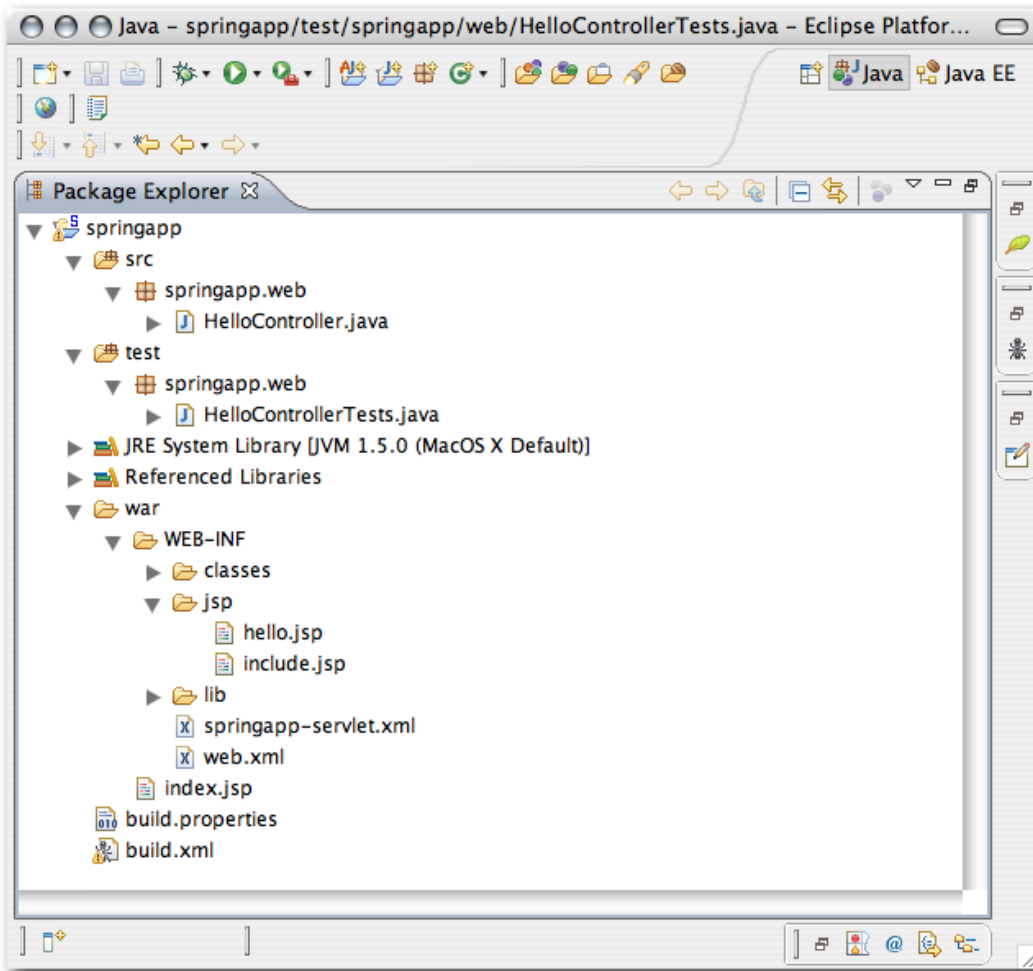 Java – springapp/test/springapp/web/HelloControllerTests.java – Eclipse Platfor...
Java Java EE
Package Explorer
springapp
src
springapp.web
HelloController.java
test
springapp.web
HelloControllerTests.java
JRE System Library [JVM 1.5.0 (MacOS X Default)]
Referenced Libraries
war
WEB-INF
classes
jsp
hello.jsp
include.jsp
lib
springapp-servlet.xml
web.xml
index.jsp
build.properties
build.xml